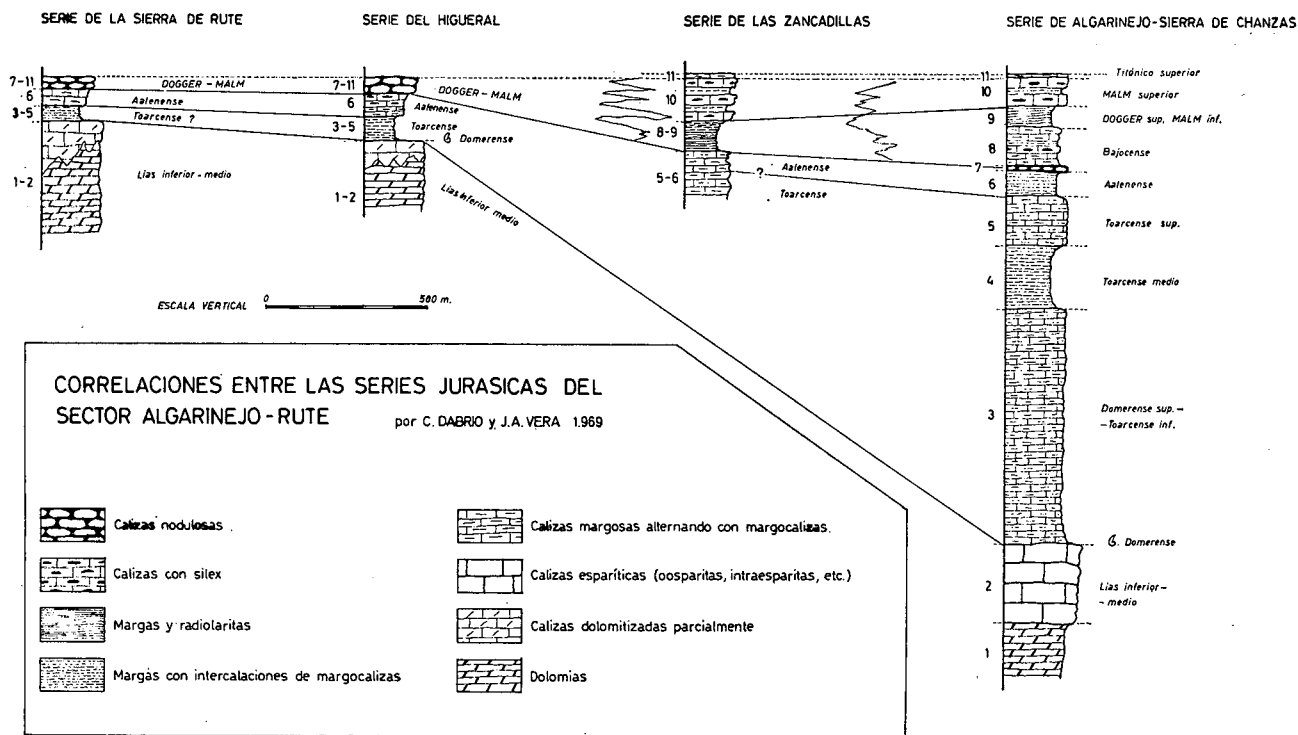 SERIE DE LA SIERRA DE RUTE
SERIE DEL HIGUERAL
SERIE DE LAS ZANCADILLAS
SERIE DE ALGARINEJO-SIERRA DE CHANZAS
7-11
6
3-5
1-2
DOGGER - MALM
Aalenense
Toarcense ?
Lías inferior-medio
7-11
6
3-5
1-2
DOGGER - MALM
Aalenense
Toarcense
Domerense
Lías inferior medio
11
10
8-9
5-6
?
Aalenense
Toarcense
11
10
9
8
7
6
5
4
3
2
1
Titónico superior
MALM superior
DOGGER sup. MALM inf.
Bajocense
Aalenense
Toarcense sup.
Toarcense medio
Domerense sup.-
-Toarcense inf.
Domerense
Lías inferior-
-medio
ESCALA VERTICAL
0
500 m.
CORRELACIONES ENTRE LAS SERIES JURASICAS DEL
SECTOR ALGARINEJO-RUTE
por C. DABRIO y J.A. VERA 1.969
Calizas nodulosas
Calizas con silex
Margas y radiolaritas
Margas con intercalaciones de margocalizas
Calizas margosas alternando con margocalizas.
Calizas esparíticas (oosparitas, intraesparitas, etc.)
Calizas dolomitizadas parcialmente
Dolomias